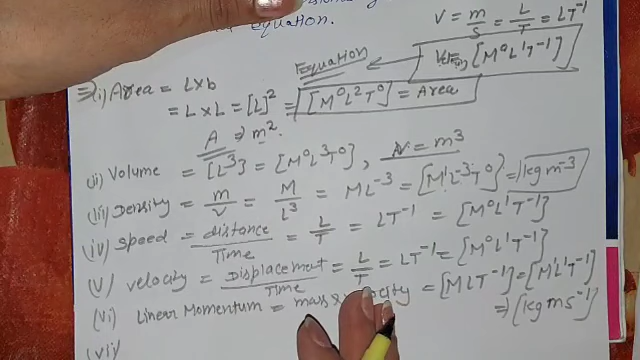 equation.
V = m/s = L/T = LT⁻¹
Equation
[M⁰L¹T⁻¹]
⇒(i) Area = L×b
= L×L = [L]² = [M⁰L²T⁰] = Area
A ⇒ m².
(ii) Volume = [L³] = [M⁰L³T⁰], V = m³
(iii) Density = m/v = M/L³ = ML⁻³ = [M¹L⁻³T⁰] = kg m⁻³
(iv) Speed = distance/Time = L/T = LT⁻¹ = [M⁰L¹T⁻¹]
(v) velocity = Displacement/Time = L/T = LT⁻¹ = [M⁰L¹T⁻¹]
(vi) Linear Momentum = mass × velocity = [MLT⁻¹] = [M¹L¹T⁻¹]
⇒ [kg ms⁻¹]
(vii)